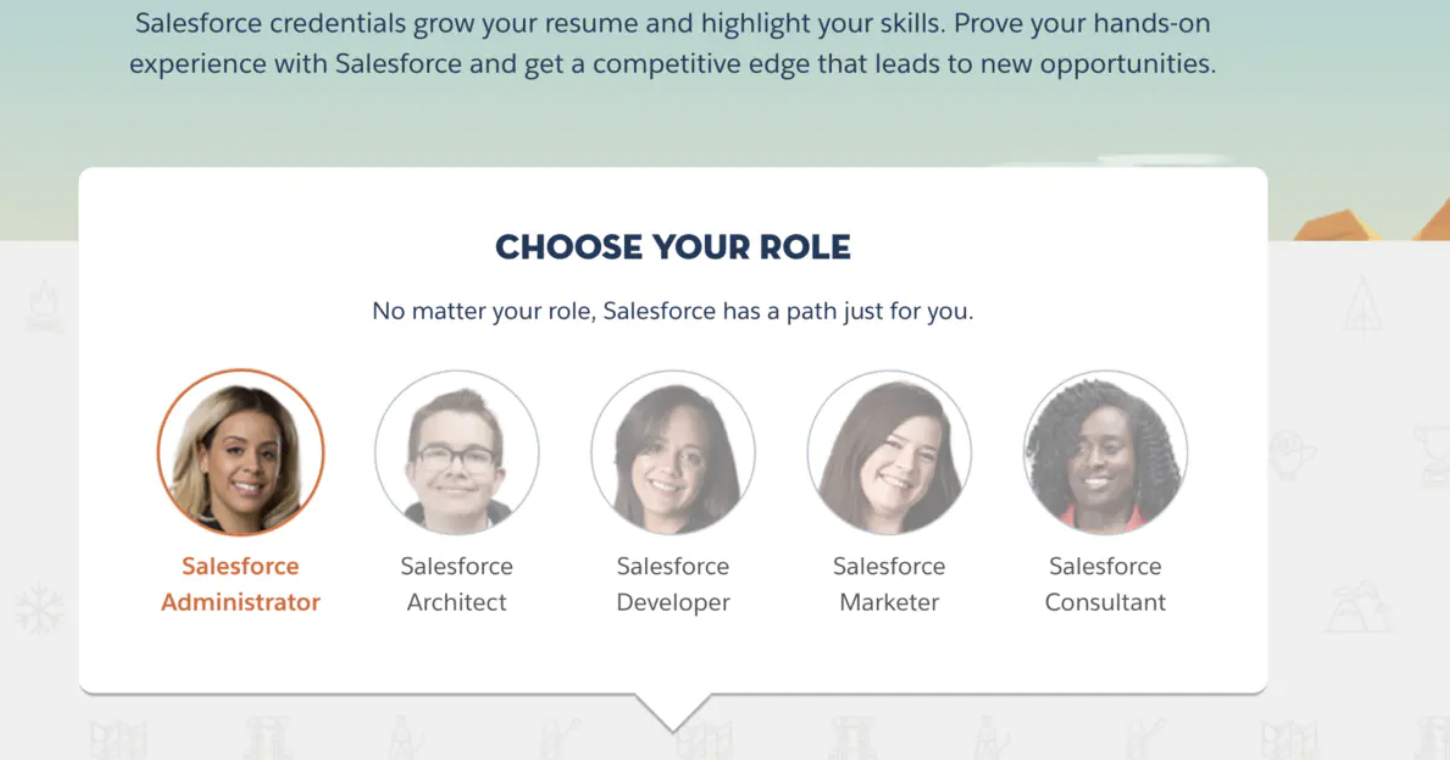 Salesforce credentials grow your resume and highlight your skills. Prove your hands-on
experience with Salesforce and get a competitive edge that leads to new opportunities.
CHOOSE YOUR ROLE
No matter your role, Salesforce has a path just for you.
Salesforce
Administrator
Salesforce
Architect
Salesforce
Developer
Salesforce
Marketer
Salesforce
Consultant